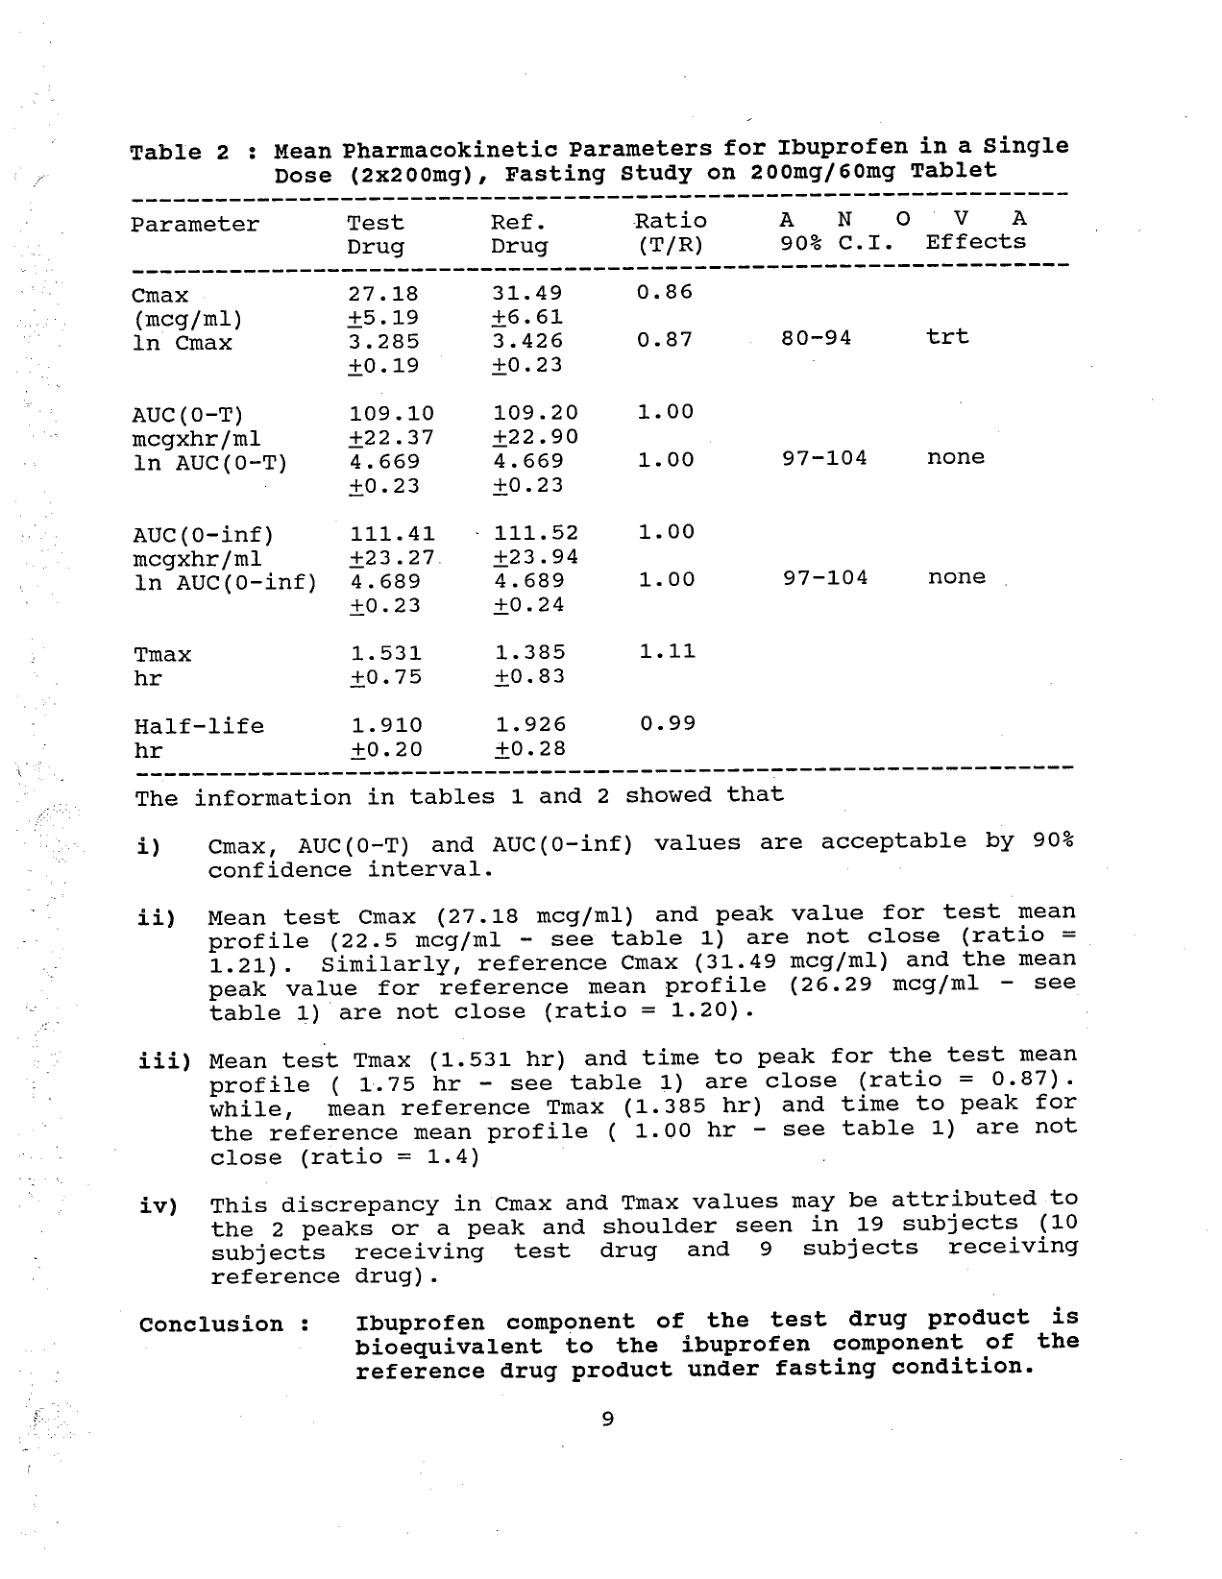 Table 2 : Mean Pharmacokinetic Parameters for Ibuprofen in a Single
Dose (2x200mg), Fasting Study on 200mg/60mg Tablet
Parameter Test Ref. Ratio A N O V A
Drug Drug (T/R) 90% C.I. Effects
Cmax 27.18 31.49 0.86
(mcg/ml) ±5.19 ±6.61
ln Cmax 3.285 3.426 0.87 80-94 trt
±0.19 ±0.23
AUC(0-T) 109.10 109.20 1.00
mcgxhr/ml ±22.37 ±22.90
ln AUC(0-T) 4.669 4.669 1.00 97-104 none
±0.23 ±0.23
AUC(0-inf) 111.41 111.52 1.00
mcgxhr/ml ±23.27 ±23.94
ln AUC(0-inf) 4.689 4.689 1.00 97-104 none
±0.23 ±0.24
Tmax 1.531 1.385 1.11
hr ±0.75 ±0.83
Half-life 1.910 1.926 0.99
hr ±0.20 ±0.28
The information in tables 1 and 2 showed that
i) Cmax, AUC(0-T) and AUC(0-inf) values are acceptable by 90%
confidence interval.
ii) Mean test Cmax (27.18 mcg/ml) and peak value for test mean
profile (22.5 mcg/ml - see table 1) are not close (ratio =
1.21). Similarly, reference Cmax (31.49 mcg/ml) and the mean
peak value for reference mean profile (26.29 mcg/ml - see
table 1) are not close (ratio = 1.20).
iii) Mean test Tmax (1.531 hr) and time to peak for the test mean
profile ( 1.75 hr - see table 1) are close (ratio = 0.87).
while, mean reference Tmax (1.385 hr) and time to peak for
the reference mean profile ( 1.00 hr - see table 1) are not
close (ratio = 1.4)
iv) This discrepancy in Cmax and Tmax values may be attributed to
the 2 peaks or a peak and shoulder seen in 19 subjects (10
subjects receiving test drug and 9 subjects receiving
reference drug).
Conclusion : Ibuprofen component of the test drug product is
bioequivalent to the ibuprofen component of the
reference drug product under fasting condition.
9